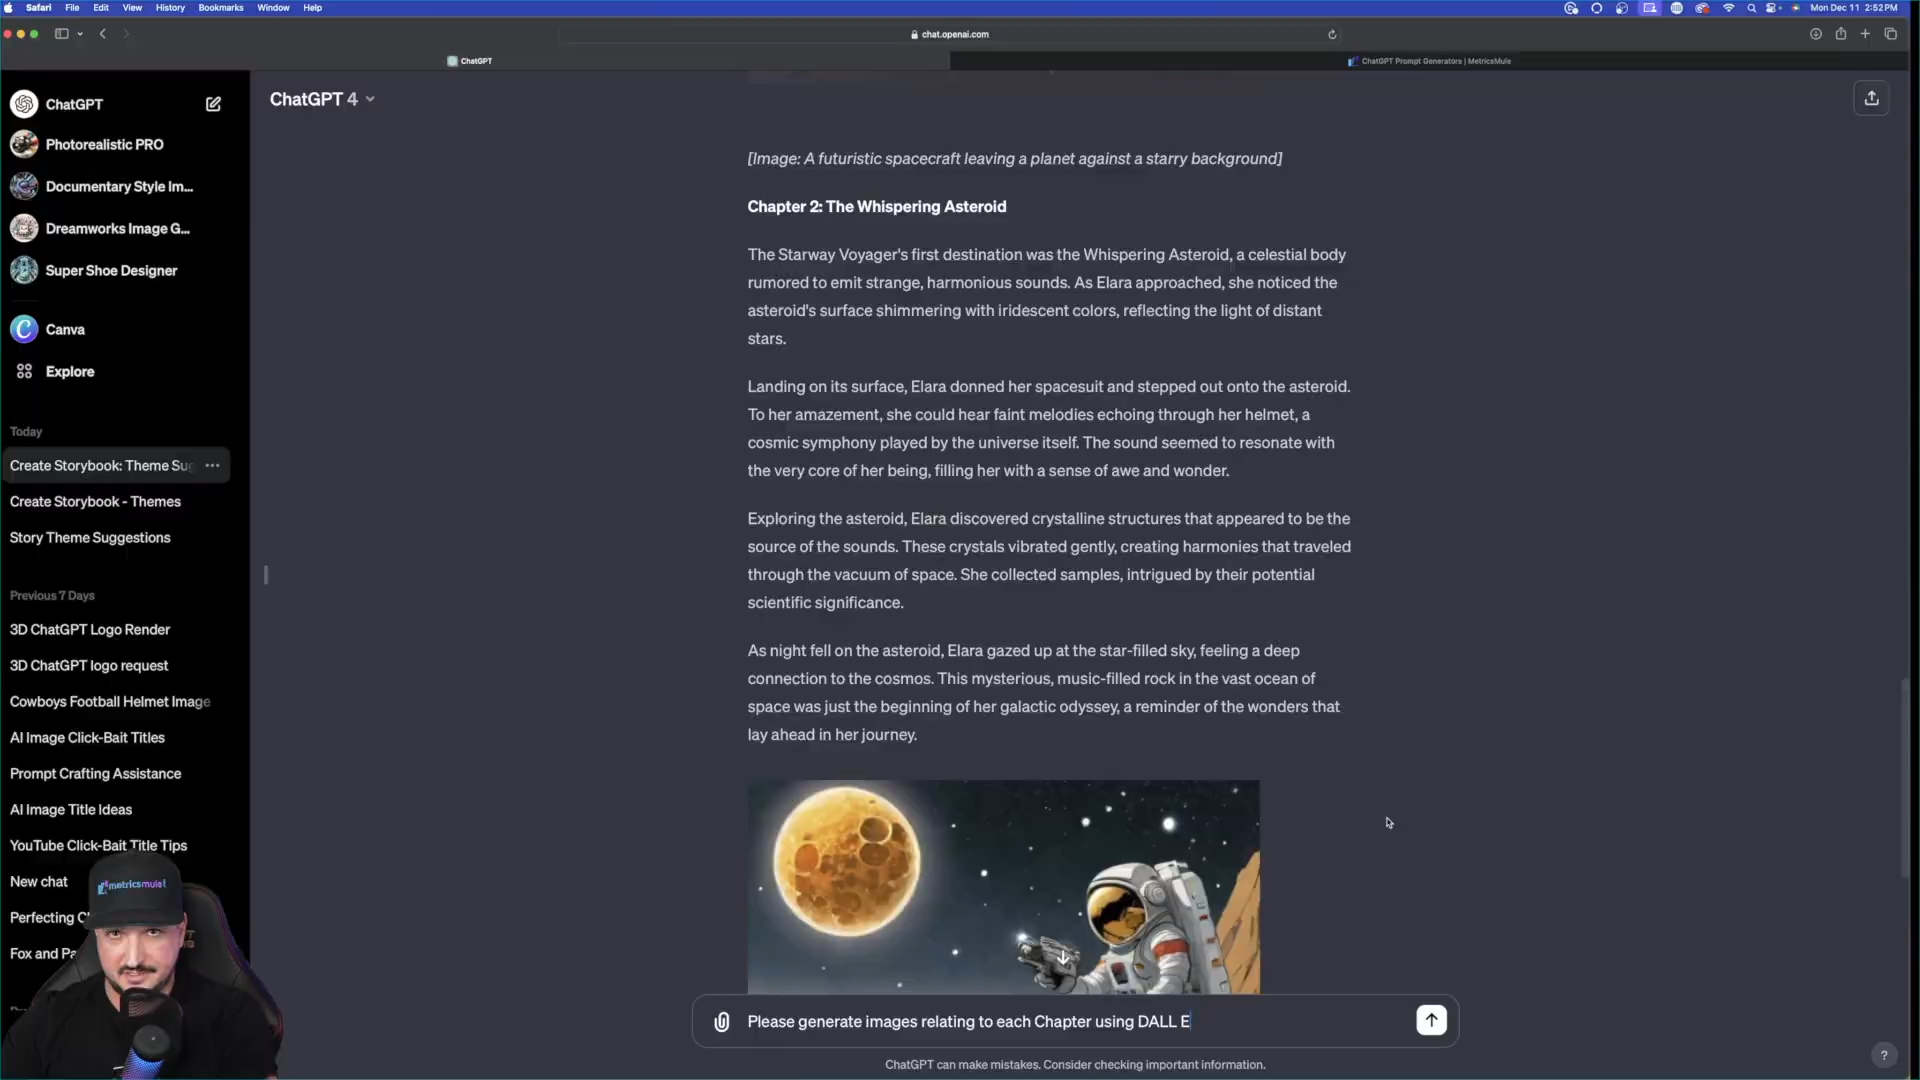 Safari File Edit View History Bookmarks Window Help
Mon Dec 11 2:52PM
chat.openai.com
ChatGPT
ChatGPT Prompt Generators | MetricsMule
ChatGPT
Photorealistic PRO
Documentary Style Im...
Dreamworks Image G...
Super Shoe Designer
Canva
Explore
Today
Create Storybook: Theme Su
Create Storybook - Themes
Story Theme Suggestions
Previous 7 Days
3D ChatGPT Logo Render
3D ChatGPT logo request
Cowboys Football Helmet Image
AI Image Click-Bait Titles
Prompt Crafting Assistance
AI Image Title Ideas
YouTube Click-Bait Title Tips
New chat
Perfecting
Fox and
metricsmule
ChatGPT 4
[Image: A futuristic spacecraft leaving a planet against a starry background]
Chapter 2: The Whispering Asteroid
The Starway Voyager's first destination was the Whispering Asteroid, a celestial body
rumored to emit strange, harmonious sounds. As Elara approached, she noticed the
asteroid's surface shimmering with iridescent colors, reflecting the light of distant
stars.
Landing on its surface, Elara donned her spacesuit and stepped out onto the asteroid.
To her amazement, she could hear faint melodies echoing through her helmet, a
cosmic symphony played by the universe itself. The sound seemed to resonate with
the very core of her being, filling her with a sense of awe and wonder.
Exploring the asteroid, Elara discovered crystalline structures that appeared to be the
source of the sounds. These crystals vibrated gently, creating harmonies that traveled
through the vacuum of space. She collected samples, intrigued by their potential
scientific significance.
As night fell on the asteroid, Elara gazed up at the star-filled sky, feeling a deep
connection to the cosmos. This mysterious, music-filled rock in the vast ocean of
space was just the beginning of her galactic odyssey, a reminder of the wonders that
lay ahead in her journey.
Please generate images relating to each Chapter using DALL E
ChatGPT can make mistakes. Consider checking important information.
?